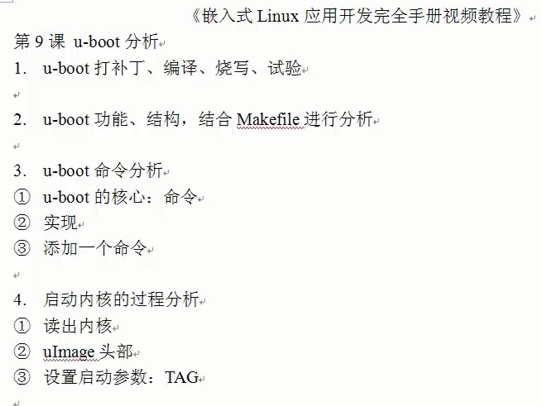 《嵌入式 Linux 应用开发完全手册视频教程》
第 9 课 u-boot 分析
1. u-boot 打补丁、编译、烧写、试验
2. u-boot 功能、结构，结合 Makefile 进行分析
3. u-boot 命令分析
① u-boot 的核心：命令
② 实现
③ 添加一个命令
4. 启动内核的过程分析
① 读出内核
② uImage 头部
③ 设置启动参数：TAG